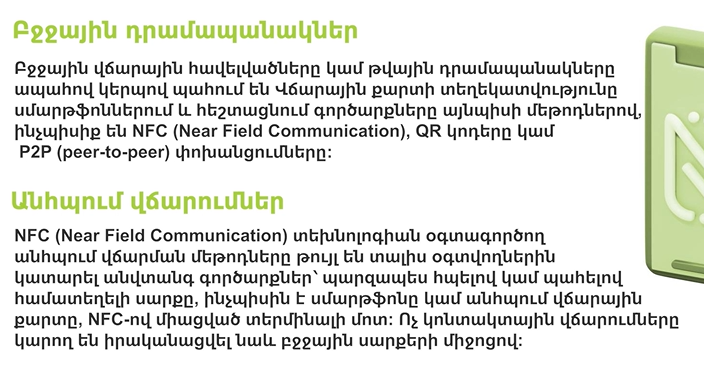 Բջջային դրամապանակներ
Բջջային վճարային հավելվածները կամ թվային դրամապանակները
ապահով կերպով պահում են Վճարային քարտի տեղեկատվությունը
սմարթֆոններում և հեշտացնում գործարքները այնպիսի մեթոդներով,
ինչպիսիք են NFC (Near Field Communication), QR կոդերը կամ
P2P (peer-to-peer) փոխանցումները:
Անհպում վճարումներ
NFC (Near Field Communication) տեխնոլոգիան օգտագործող
անհպում վճարման մեթոդները թույլ են տալիս օգտվողներին
կատարել անվտանգ գործարքներ՝ պարզապես հպելով կամ պահելով
համատեղելի սարքը, ինչպիսին է սմարթֆոնը կամ անհպում վճարային
քարտը, NFC-ով միացված տերմինալի մոտ: Ոչ կոնտակտային վճարումները
կարող են իրականացվել նաև բջջային սարքերի միջոցով: